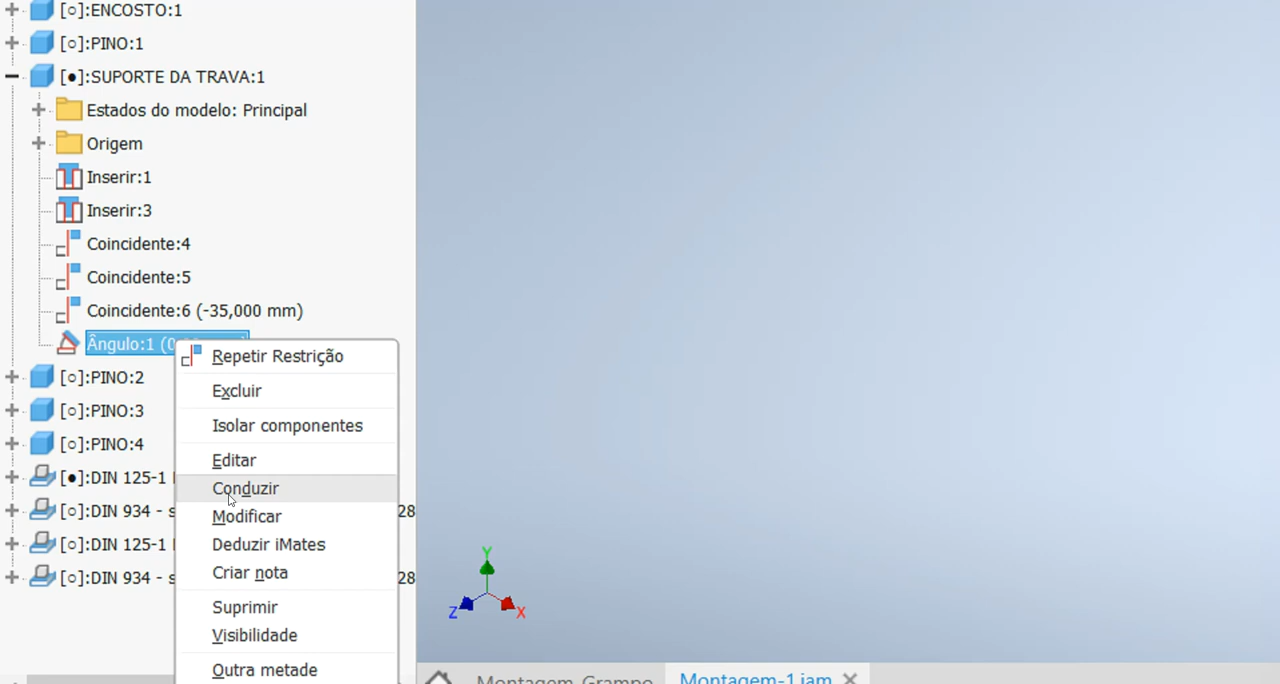 [○]:ENCOSTO:1
[○]:PINO:1
[●]:SUPORTE DA TRAVA:1
Estados do modelo: Principal
Origem
Inserir:1
Inserir:3
Coincidente:4
Coincidente:5
Coincidente:6 (-35,000 mm)
Ângulo:1 (0
Repetir Restrição
Excluir
Isolar componentes
Editar
Conduzir
Modificar
Deduzir iMates
Criar nota
Suprimir
Visibilidade
Outra metade
[○]:PINO:2
[○]:PINO:3
[○]:PINO:4
[●]:DIN 125-1
[○]:DIN 934 - s 28
[○]:DIN 125-1
[○]:DIN 934 - s 28
Y
Z X
Montagem_Grampo Montagem-1.iam